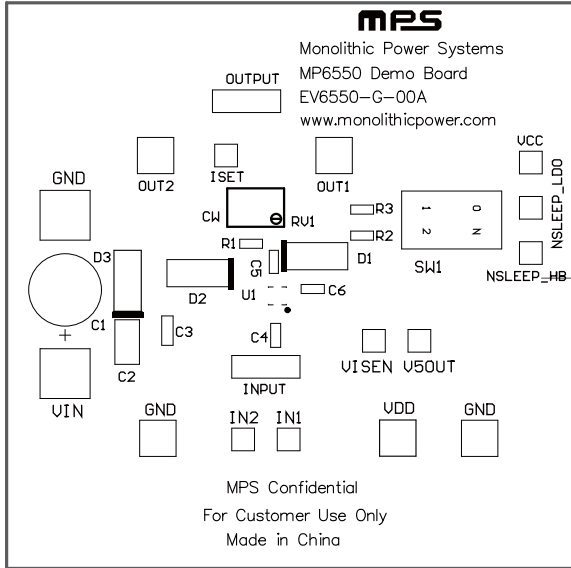 MPS
Monolithic Power Systems
MP6550 Demo Board
EV6550-G-00A
www.monolithicpower.com
OUTPUT
VCC
OUT2
ISET
OUT1
NSLEEP_LDO
GND
CW
RV1
R3
1 O
2 N
R1
R2
D3
C5
D1
SW1
NSLEEP_HB
D2
U1
C6
C1
+
C3
C4
C2
VISEN
V5OUT
INPUT
VIN
GND
IN2
IN1
VDD
GND
MPS Confidential
For Customer Use Only
Made in China